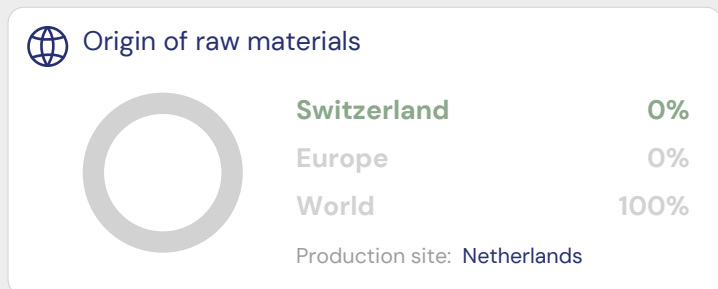 Origin of raw materials
Switzerland 0%
Europe 0%
World 100%
Production site: Netherlands